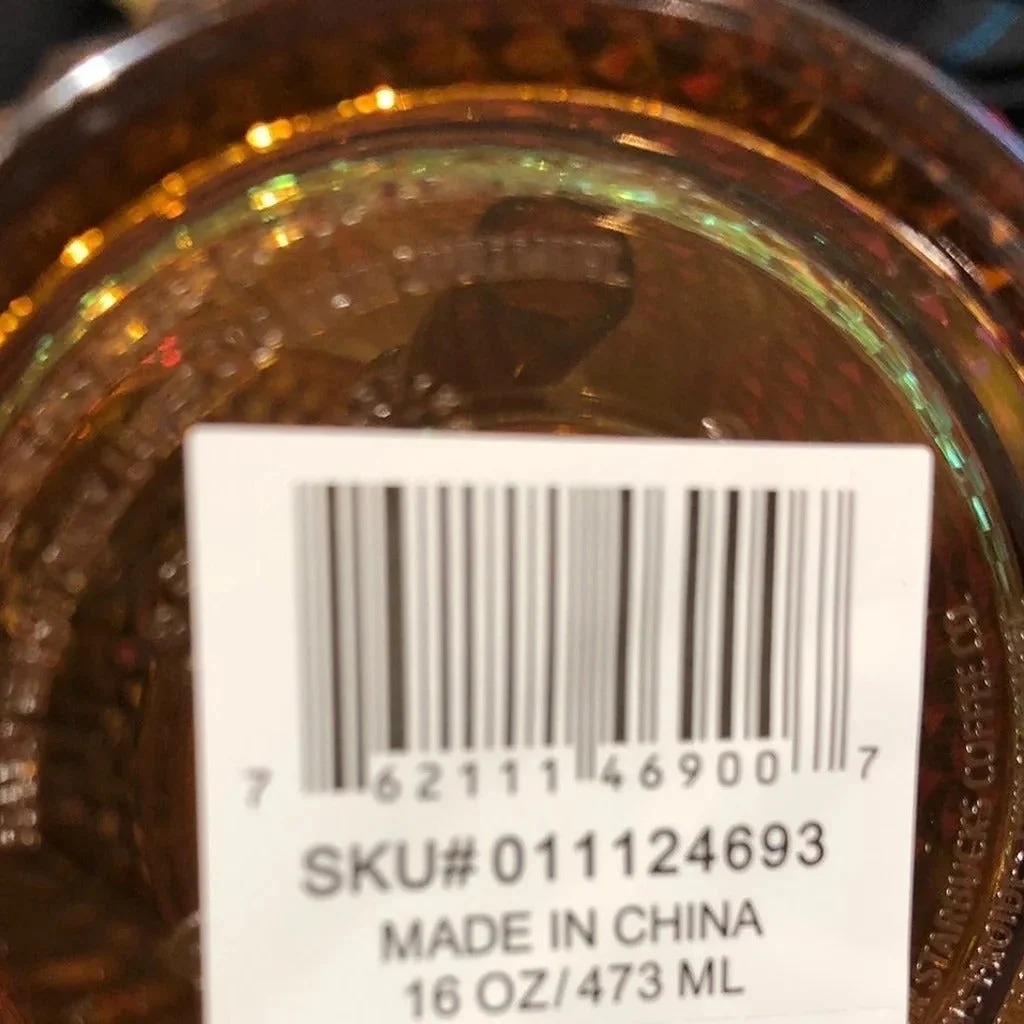 7 62111 46900 7
SKU# 011124693
MADE IN CHINA
16 OZ/473 ML
STARBUCKS COFFEE CO.